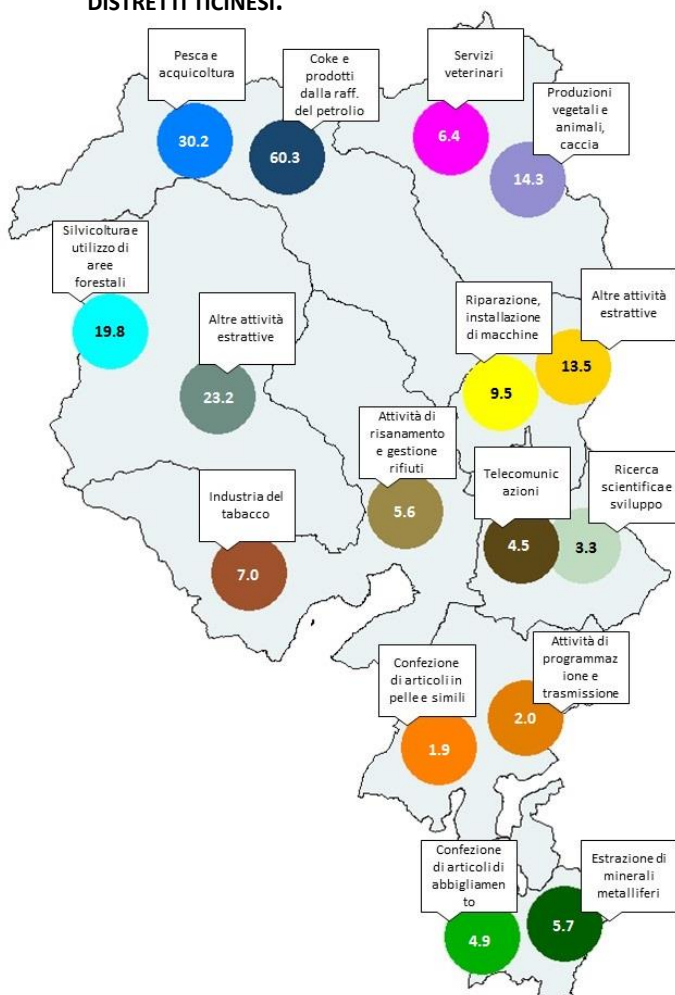 DISTRETTI TICINESI.
Pesca e
acquicoltura
30.2
Coke e
prodotti
dalla raff.
del petrolio
60.3
Servizi
veterinari
6.4
Produzioni
vegetali e
animali,
caccia
14.3
Silvicoltura e
utilizzo di
aree
forestali
19.8
Altre attività
estrattive
23.2
Riparazione,
installazione
di macchine
9.5
Altre attività
estrattive
13.5
Attività di
risanamento
e gestione
rifiuti
5.6
Telecomunic
azioni
4.5
Ricerca
scientifica e
sviluppo
3.3
Industria del
tabacco
7.0
Confezione
di articoli in
pelle e simili
1.9
Attività di
programmaz
ione e
trasmissione
2.0
Confezione
di articoli di
abbigliamen
to
4.9
Estrazione di
minerali
metalliferi
5.7